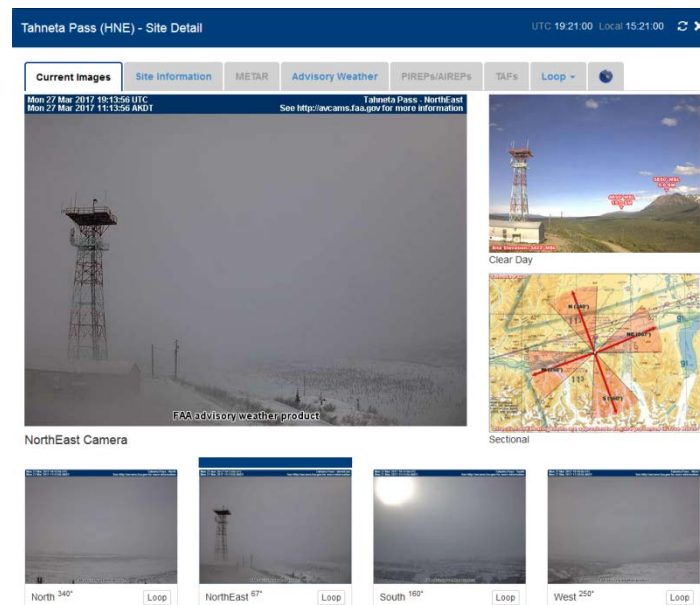 Tahneta Pass (HNE) - Site Detail
UTC 19:21:00 Local 15:21:00
Current Images
Site Information
METAR
Advisory Weather
PIREPs/AIREPs
TAFs
Loop
Mon 27 Mar 2017 19:13:56 UTC
Mon 27 Mar 2017 11:13:56 AKDT
Tahneta Pass - NorthEast
See http://avcams.faa.gov for more information
FAA advisory weather product
NorthEast Camera
Clear Day
Sectional
North 340°
Loop
NorthEast 67°
Loop
South 160°
Loop
West 250°
Loop